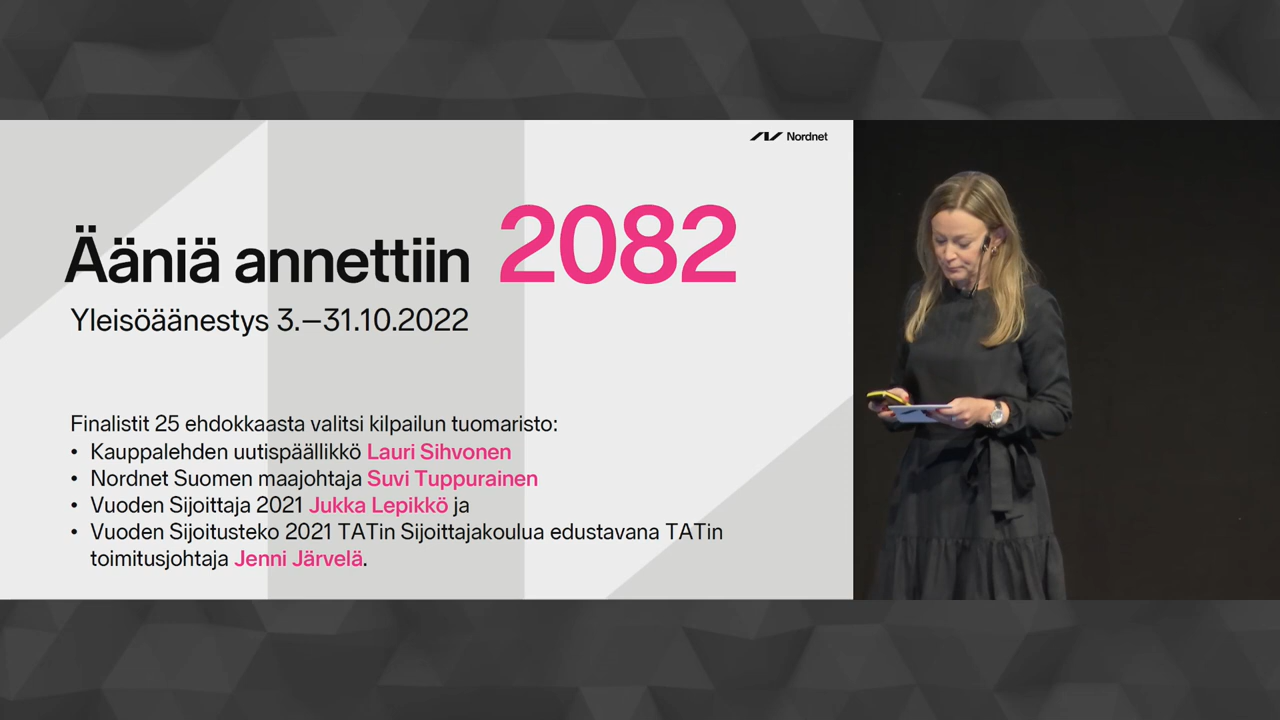 Nordnet
Ääniä annettiin 2082
Yleisöäänestys 3.–31.10.2022
Finalistit 25 ehdokkaasta valitsi kilpailun tuomaristo:
• Kauppalehden uutispäällikkö Lauri Sihvonen
• Nordnet Suomen maajohtaja Suvi Tuppurainen
• Vuoden Sijoittaja 2021 Jukka Lepikkö ja
• Vuoden Sijoitusteko 2021 TATin Sijoittajakoulua edustavana TATin
toimitusjohtaja Jenni Järvelä.